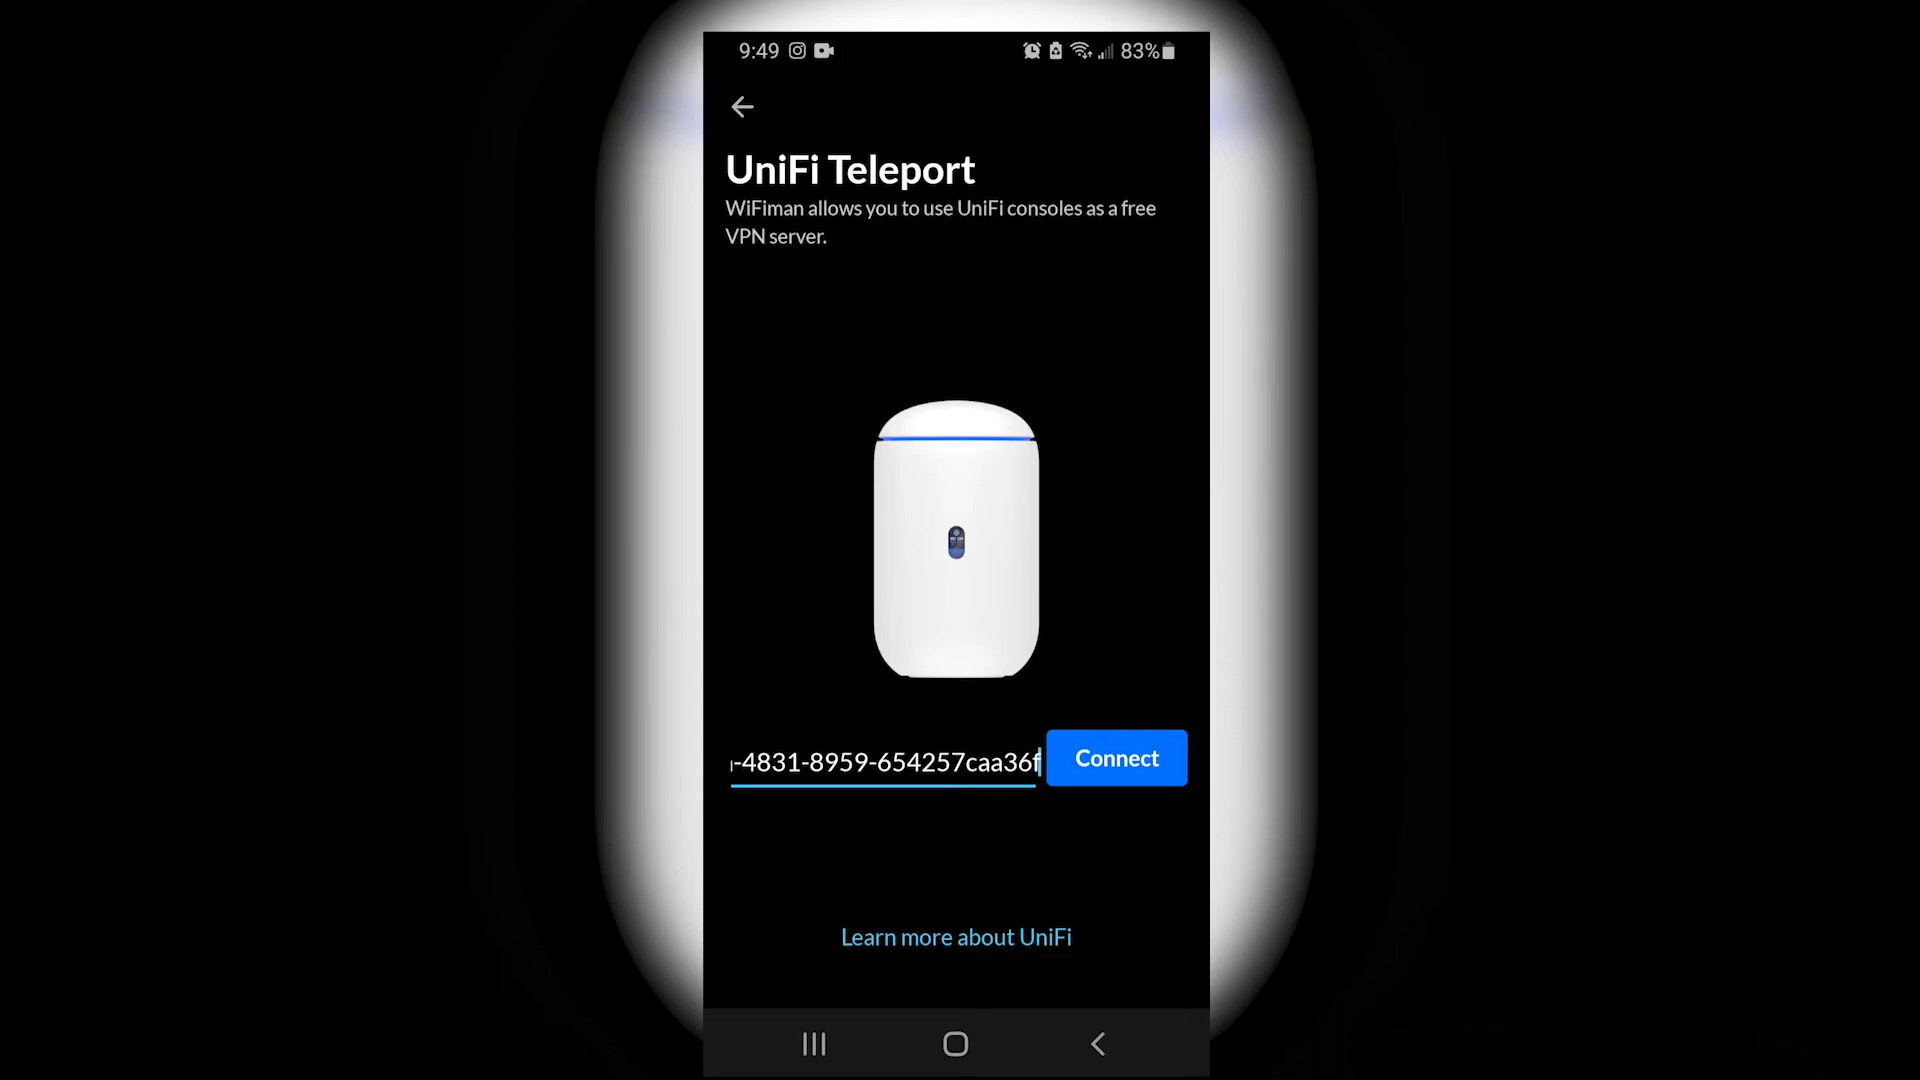 9:49
83%
UniFi Teleport
WiFiman allows you to use UniFi consoles as a free
VPN server.
-4831-8959-654257caa36f
Connect
Learn more about UniFi